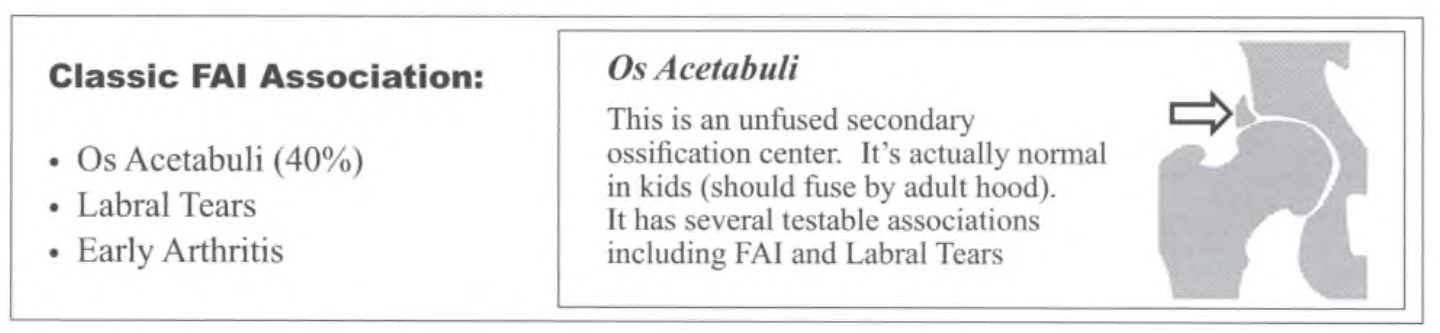 Classic FAI Association:
• Os Acetabuli (40%)
• Labral Tears
• Early Arthritis
Os Acetabuli
This is an unfused secondary
ossification center. It's actually normal
in kids (should fuse by adult hood).
It has several testable associations
including FAI and Labral Tears